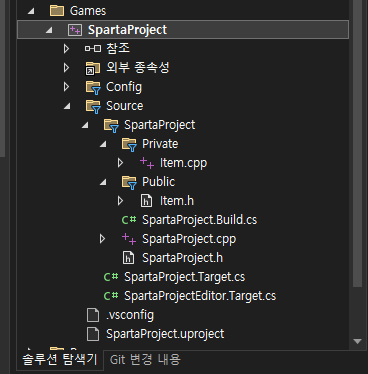 Games
SpartaProject
참조
외부 종속성
Config
Source
SpartaProject
Private
Item.cpp
Public
Item.h
SpartaProject.Build.cs
SpartaProject.cpp
SpartaProject.h
SpartaProject.Target.cs
SpartaProjectEditor.Target.cs
.vsconfig
SpartaProject.uproject
솔루션 탐색기 Git 변경 내용